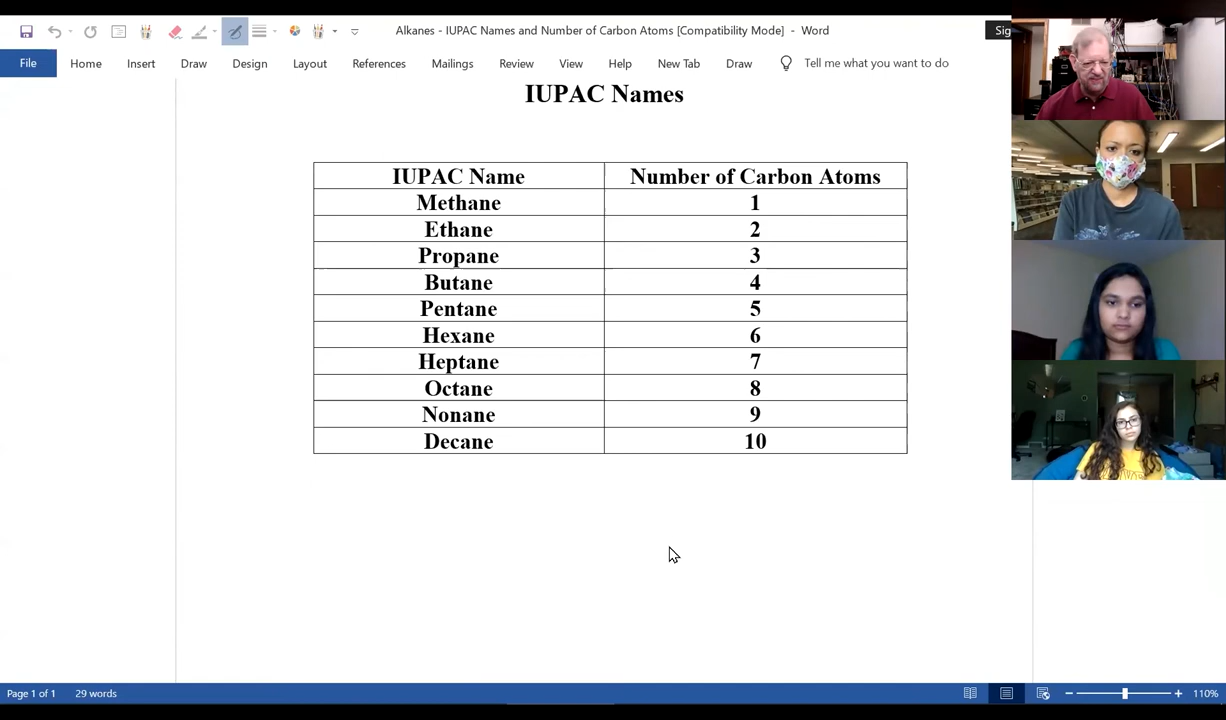 Alkanes - IUPAC Names and Number of Carbon Atoms [Compatibility Mode] - Word
Sig
File Home Insert Draw Design Layout References Mailings Review View Help New Tab Draw Tell me what you want to do
IUPAC Names
IUPAC Name Number of Carbon Atoms
Methane 1
Ethane 2
Propane 3
Butane 4
Pentane 5
Hexane 6
Heptane 7
Octane 8
Nonane 9
Decane 10
Page 1 of 1 29 words 110%